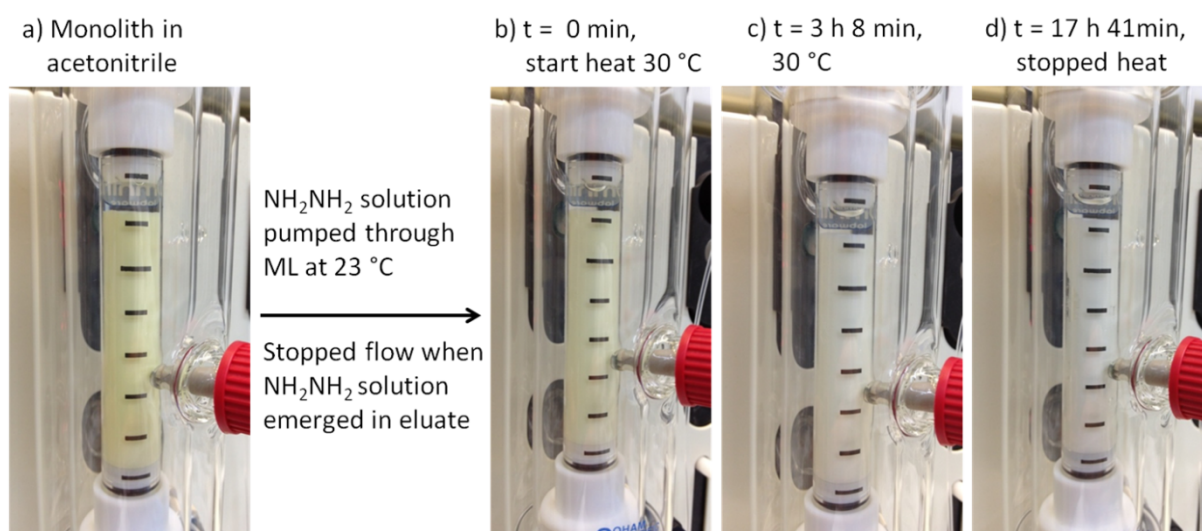 a) Monolith in
acetonitrile
NH₂NH₂ solution
pumped through
ML at 23 °C
Stopped flow when
NH₂NH₂ solution
emerged in eluate
b) t = 0 min,
start heat 30 °C
c) t = 3 h 8 min,
30 °C
d) t = 17 h 41min,
stopped heat